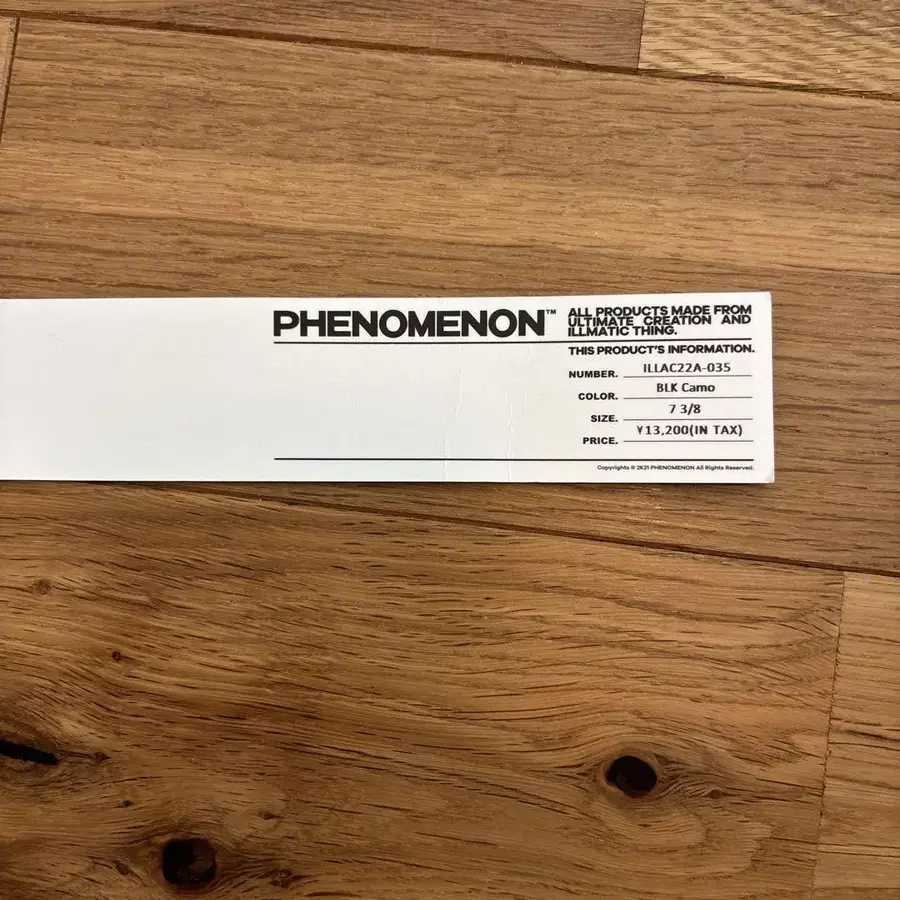 PHENOMENON™
ALL PRODUCTS MADE FROM
ULTIMATE CREATION AND
ILLMATIC THING.
THIS PRODUCT'S INFORMATION.
NUMBER. ILLAC22A-035
COLOR. BLK Camo
SIZE. 7 3/8
PRICE. ¥13,200(IN TAX)
Copyrights © 2K21 PHENOMENON All Rights Reserved.